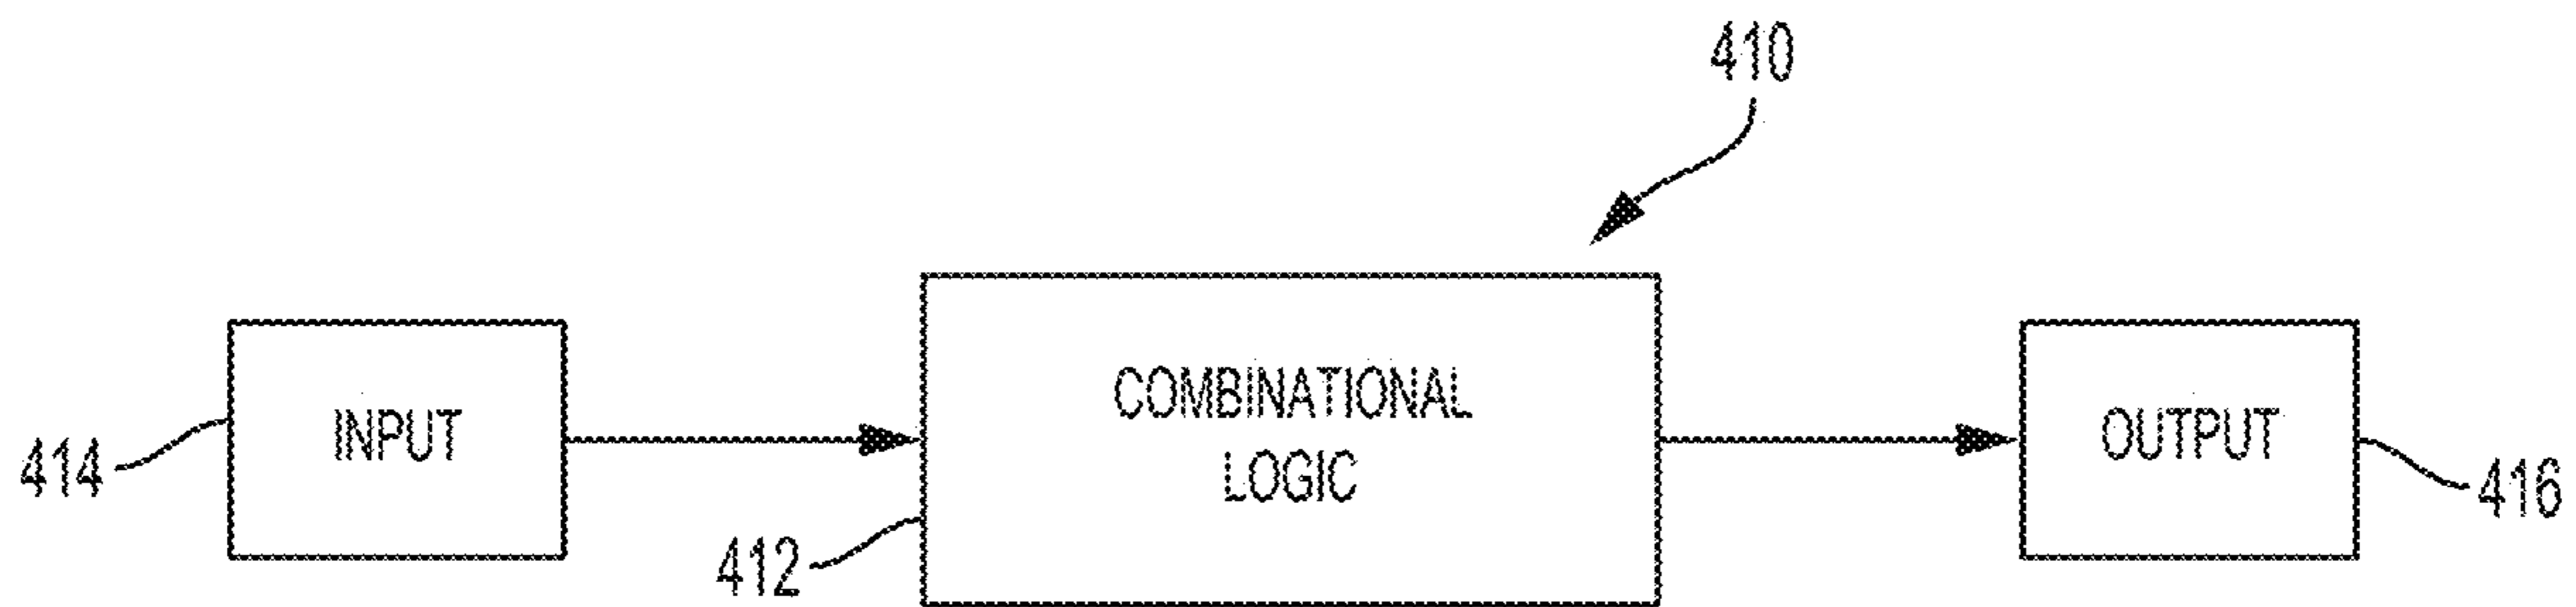 410
INPUT
COMBINATIONAL
LOGIC
OUTPUT
414
412
416